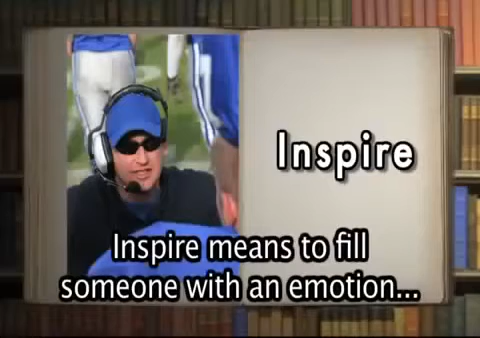 Inspire
Inspire means to fill
someone with an emotion...